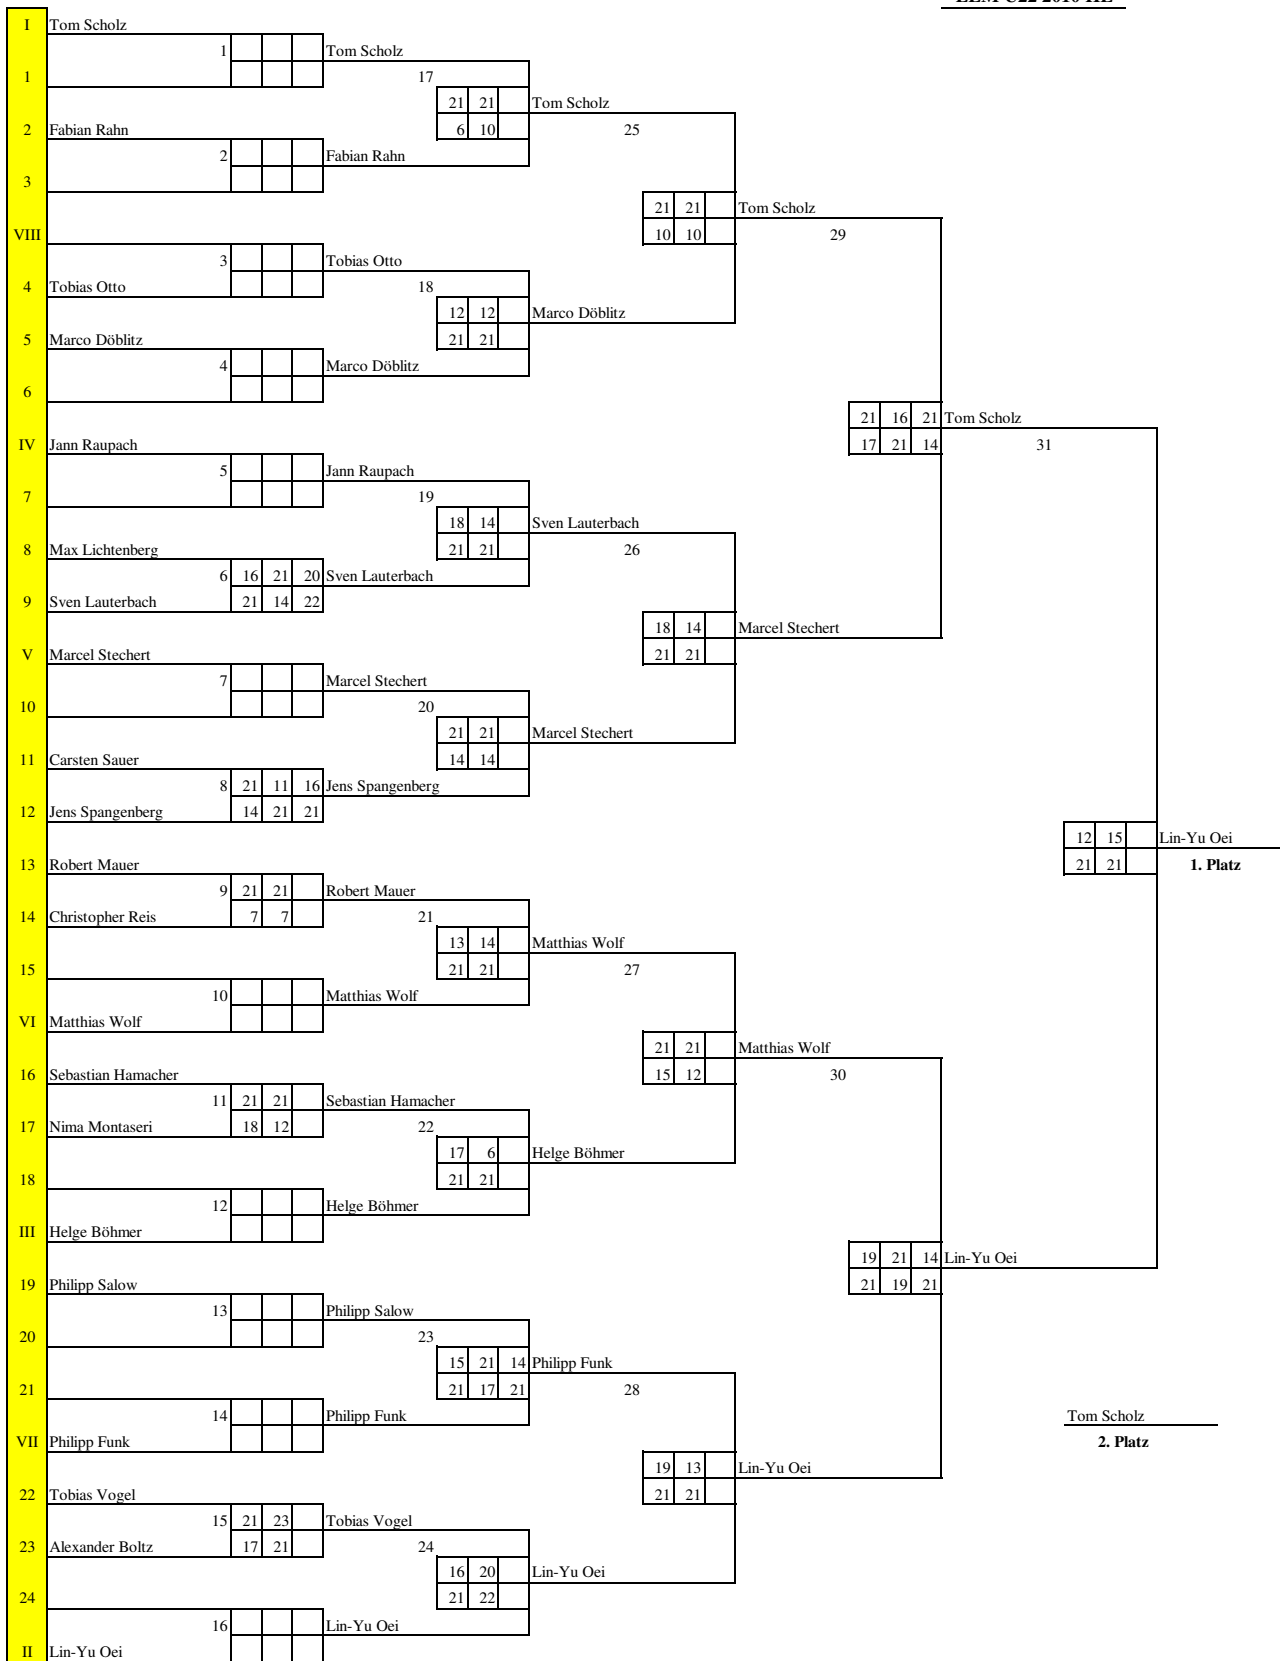 I Tom Scholz
1 Tom Scholz
1 17
21 21 Tom Scholz
2 Fabian Rahn 6 10 25
2 Fabian Rahn
3
21 21 Tom Scholz
VIII 10 10 29
3 Tobias Otto
4 Tobias Otto 18
12 12 Marco Döblitz
5 Marco Döblitz 21 21
4 Marco Döblitz
6
21 16 21 Tom Scholz
IV Jann Raupach 17 21 14 31
5 Jann Raupach
7 19
18 14 Sven Lauterbach
8 Max Lichtenberg 21 21 26
6 16 21 20 Sven Lauterbach
9 Sven Lauterbach 21 14 22
18 14 Marcel Stechert
V Marcel Stechert 21 21
7 Marcel Stechert
10 20
21 21 Marcel Stechert
11 Carsten Sauer 14 14
8 21 11 16 Jens Spangenberg
12 Jens Spangenberg 14 21 21
12 15 Lin-Yu Oei
13 Robert Mauer 21 21 1. Platz
9 21 21 Robert Mauer
14 Christopher Reis 7 7 21
13 14 Matthias Wolf
15 21 21 27
10 Matthias Wolf
VI Matthias Wolf
21 21 Matthias Wolf
16 Sebastian Hamacher 15 12 30
11 21 21 Sebastian Hamacher
17 Nima Montaseri 18 12 22
17 6 Helge Böhmer
18 21 21
12 Helge Böhmer
III Helge Böhmer
19 21 14 Lin-Yu Oei
19 Philipp Salow 21 19 21
13 Philipp Salow
20 23
15 21 14 Philipp Funk
21 21 17 21 28
14 Philipp Funk Tom Scholz
VII Philipp Funk 2. Platz
19 13 Lin-Yu Oei
22 Tobias Vogel 21 21
15 21 23 Tobias Vogel
23 Alexander Boltz 17 21 24
16 20 Lin-Yu Oei
24 21 22
16 Lin-Yu Oei
II Lin-Yu Oei